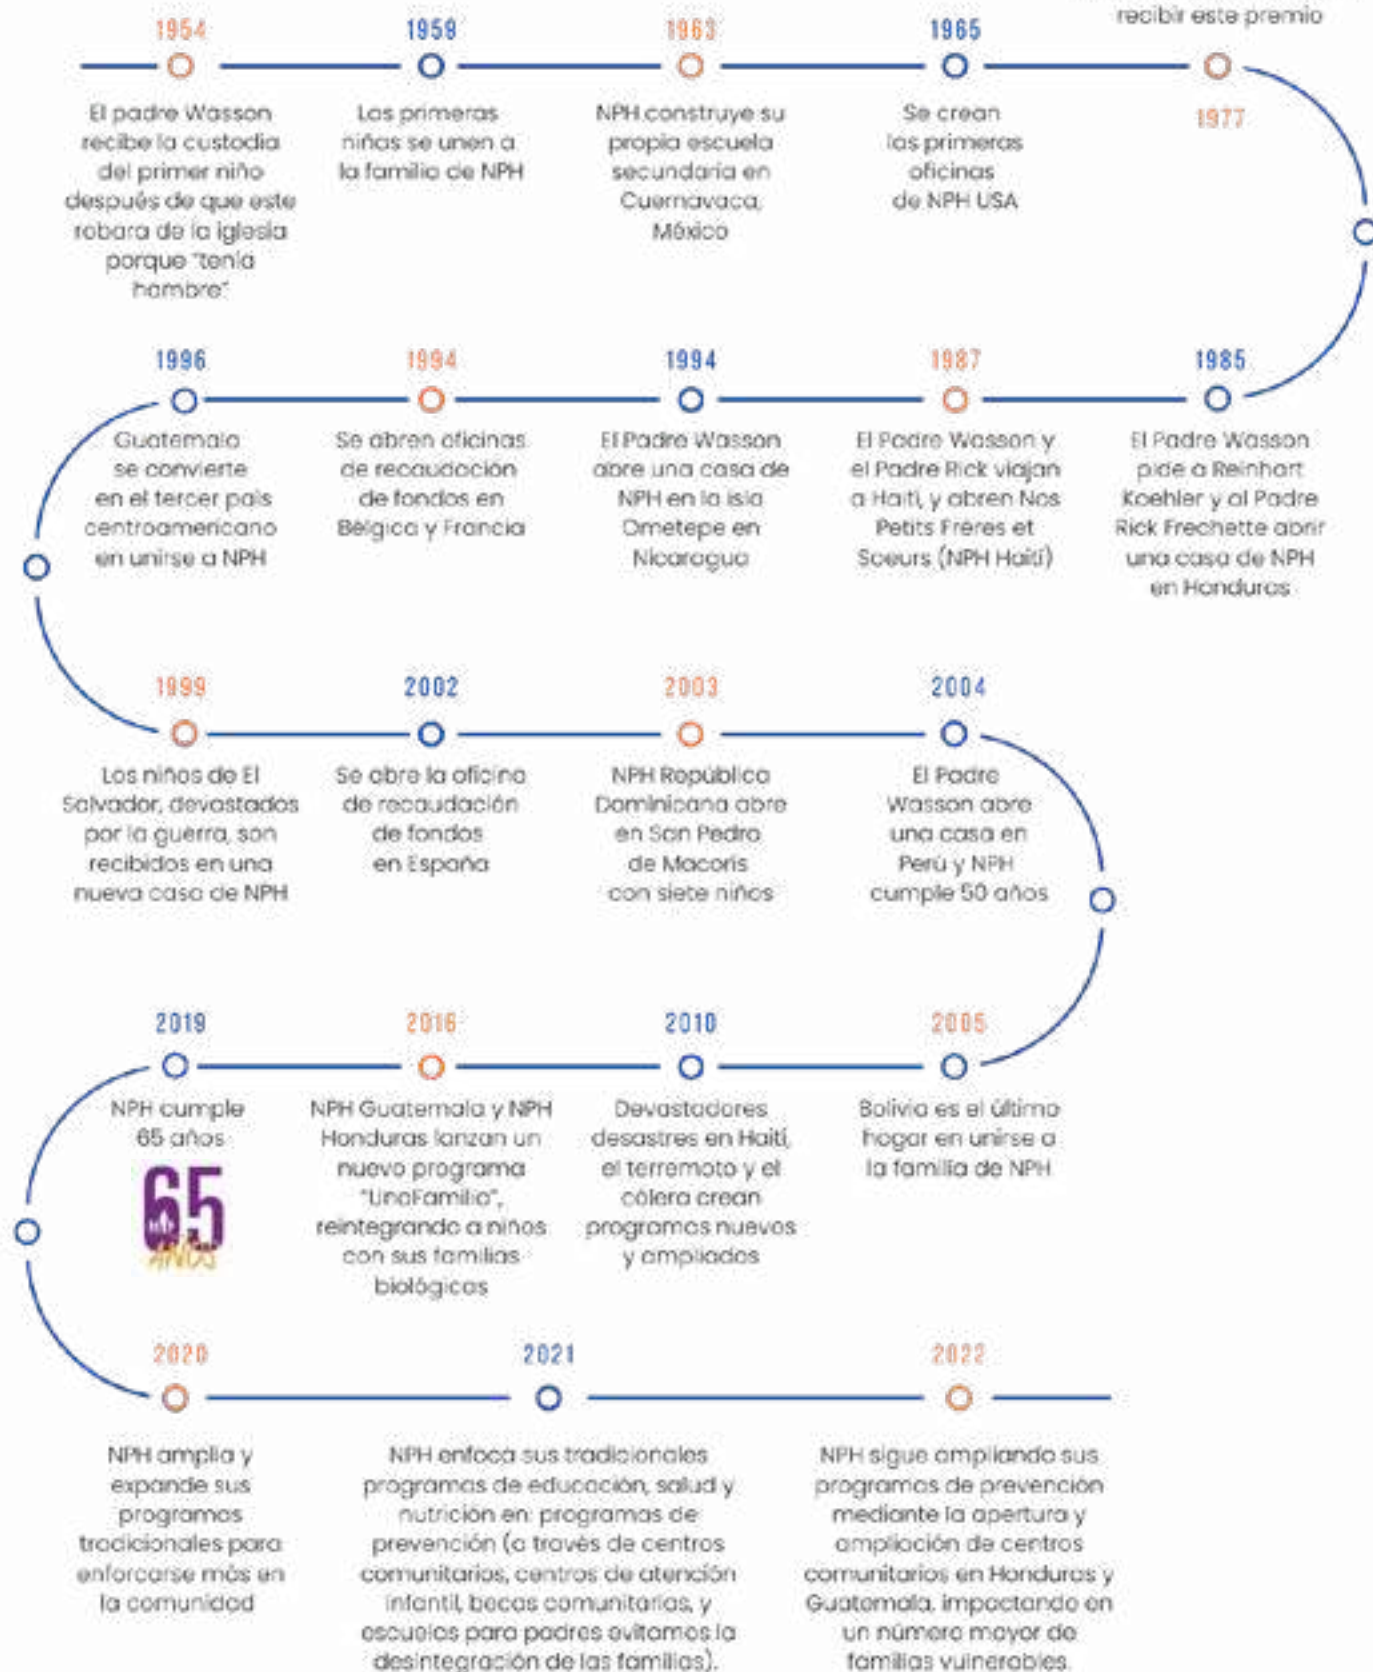 recibir este premio
1977
1954
El padre Wasson
recibe la custodia
del primer niño
después de que este
robara de la iglesia
porque "tenía
hambre".
1959
Las primeras
niñas se unen a
la familia de NPH
1963
NPH construye su
propia escuela
secundaria en
Cuernavaca,
México
1965
Se crean
las primeras
oficinas
de NPH USA
1985
El Padre Wasson
pide a Reinhart
Koehler y al Padre
Rick Frechette abrir
una casa de NPH
en Honduras
1987
El Padre Wasson y
el Padre Rick viajan
a Haití, y abren Nos
Petits Frères et
Soeurs (NPH Haití)
1994
El Padre Wasson
abre una casa de
NPH en la isla
Ometepe en
Nicaragua
1994
Se abren oficinas
de recaudación
de fondos en
Bélgica y Francia
1996
Guatemala
se convierte
en el tercer país
centroamericano
en unirse a NPH
1999
Los niños de El
Salvador, devastados
por la guerra, son
recibidos en una
nueva casa de NPH
2002
Se abre la oficina
de recaudación
de fondos
en España
2003
NPH República
Dominicana abre
en San Pedro
de Macorís
con siete niños
2004
El Padre
Wasson abre
una casa en
Perú y NPH
cumple 50 años
2005
Bolivia es el último
hogar en unirse a
la familia de NPH
2010
Devastadores
desastres en Haití,
el terremoto y el
cólera crean
programas nuevos
y ampliados
2016
NPH Guatemala y NPH
Honduras lanzan un
nuevo programa
"UnaFamilia",
reintegrando a niños
con sus familias
biológicas
2019
NPH cumple
65 años
65
AÑOS
2020
NPH amplia y
expande sus
programas
tradicionales para
enforcarse más en
la comunidad
2021
NPH enfoca sus tradicionales
programas de educación, salud y
nutrición en: programas de
prevención (a través de centros
comunitarios, centros de atención
infantil, becas comunitarias, y
escuelas para padres evitamos la
desintegración de las familias).
2022
NPH sigue ampliando sus
programas de prevención
mediante la apertura y
ampliación de centros
comunitarios en Honduras y
Guatemala, impactando en
un número mayor de
familias vulnerables.